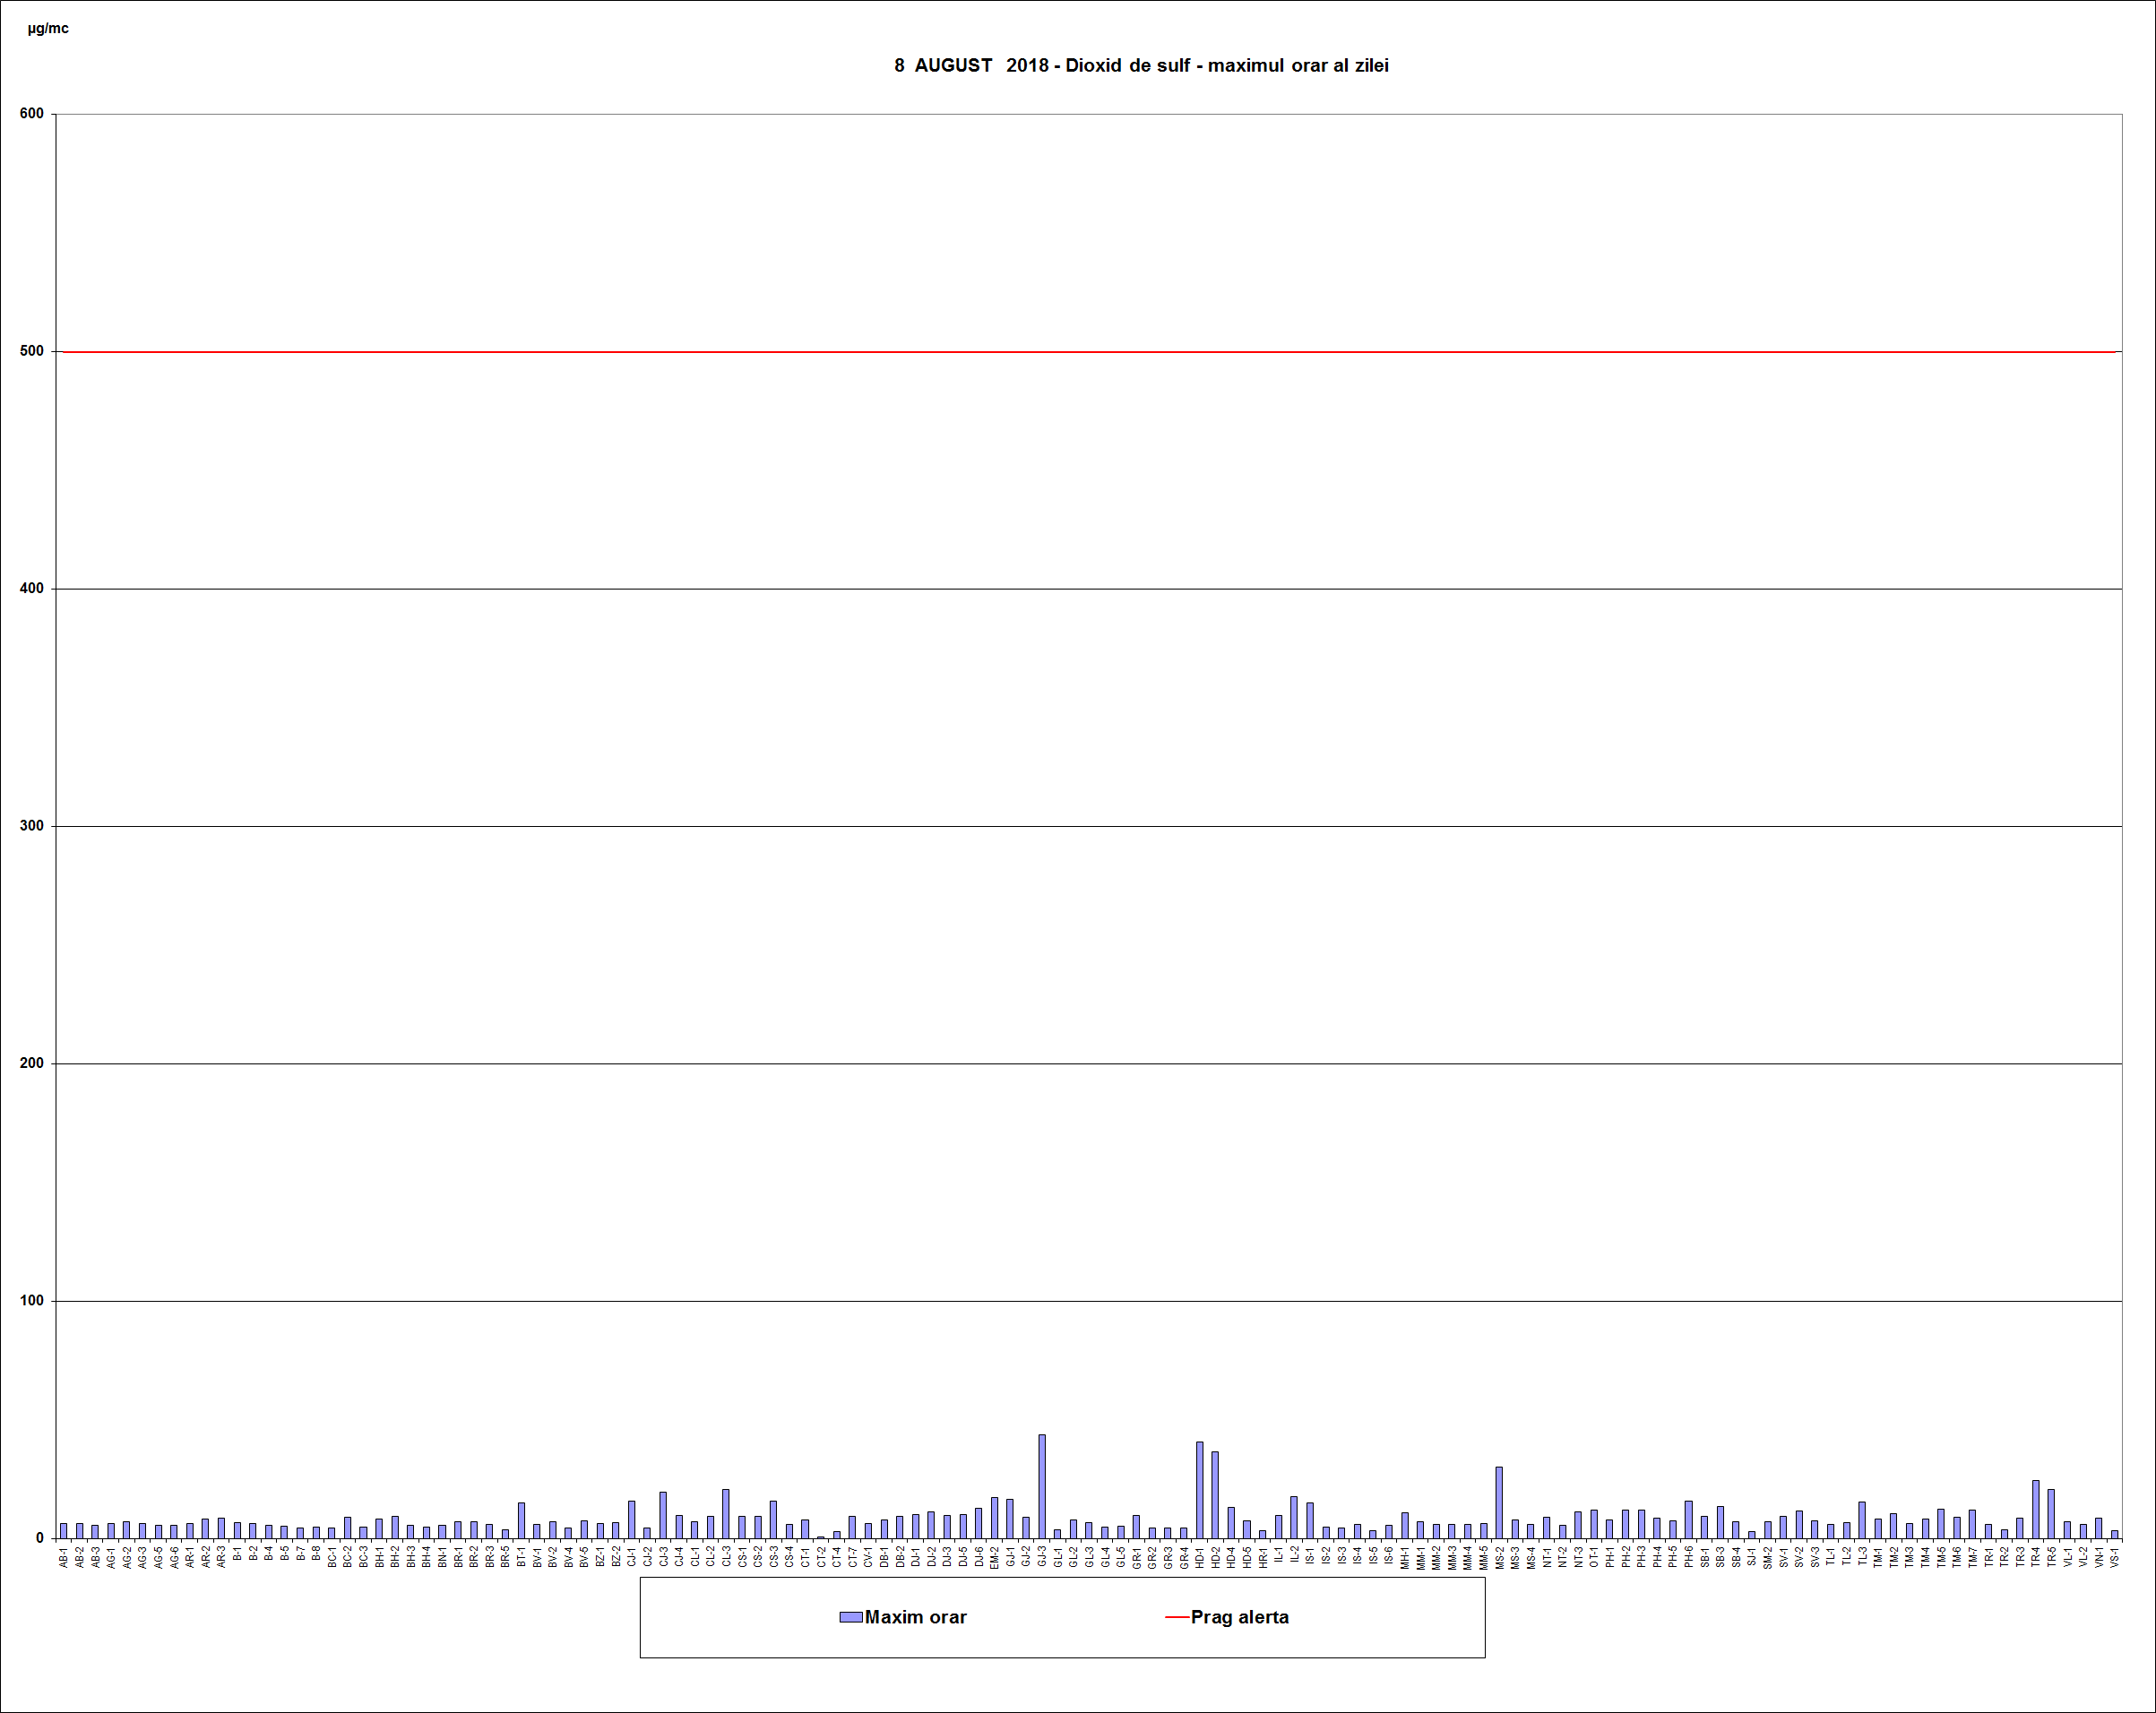 µg/mc
8 AUGUST 2018 - Dioxid de sulf - maximul orar al zilei
600
500
400
300
200
100
0
AB-1 AB-2 AB-3 AG-1 AG-2 AG-3 AG-5 AG-6 AR-1 AR-2 AR-3 B-1 B-2 B-4 B-5 B-7 B-8 BC-1 BC-2 BC-3 BH-1 BH-2 BH-3 BH-4 BN-1 BR-1 BR-2 BR-3 BR-5 BT-1 BV-1 BV-2 BV-4 BV-5 BZ-1 BZ-2 CJ-1 CJ-2 CJ-3 CJ-4 CL-1 CL-2 CL-3 CS-1 CS-2 CS-3 CS-4 CT-1 CT-2 CT-4 CT-7 CV-1 DB-1 DB-2 DJ-1 DJ-2 DJ-3 DJ-5 DJ-6 EM-2 GJ-1 GJ-2 GJ-3 GL-1 GL-2 GL-3 GL-4 GL-5 GR-1 GR-2 GR-3 GR-4 HD-1 HD-2 HD-4 HD-5 HR-1 IL-1 IL-2 IS-1 IS-2 IS-3 IS-4 IS-5 IS-6 MH-1 MM-1 MM-2 MM-3 MM-4 MM-5 MS-2 MS-3 MS-4 NT-1 NT-2 NT-3 OT-1 PH-1 PH-2 PH-3 PH-4 PH-5 PH-6 SB-1 SB-3 SB-4 SJ-1 SM-2 SV-1 SV-2 SV-3 TL-1 TL-2 TL-3 TM-1 TM-2 TM-3 TM-4 TM-5 TM-6 TM-7 TR-1 TR-2 TR-3 TR-4 TR-5 VL-1 VL-2 VN-1 VS-1
Maxim orar Prag alerta